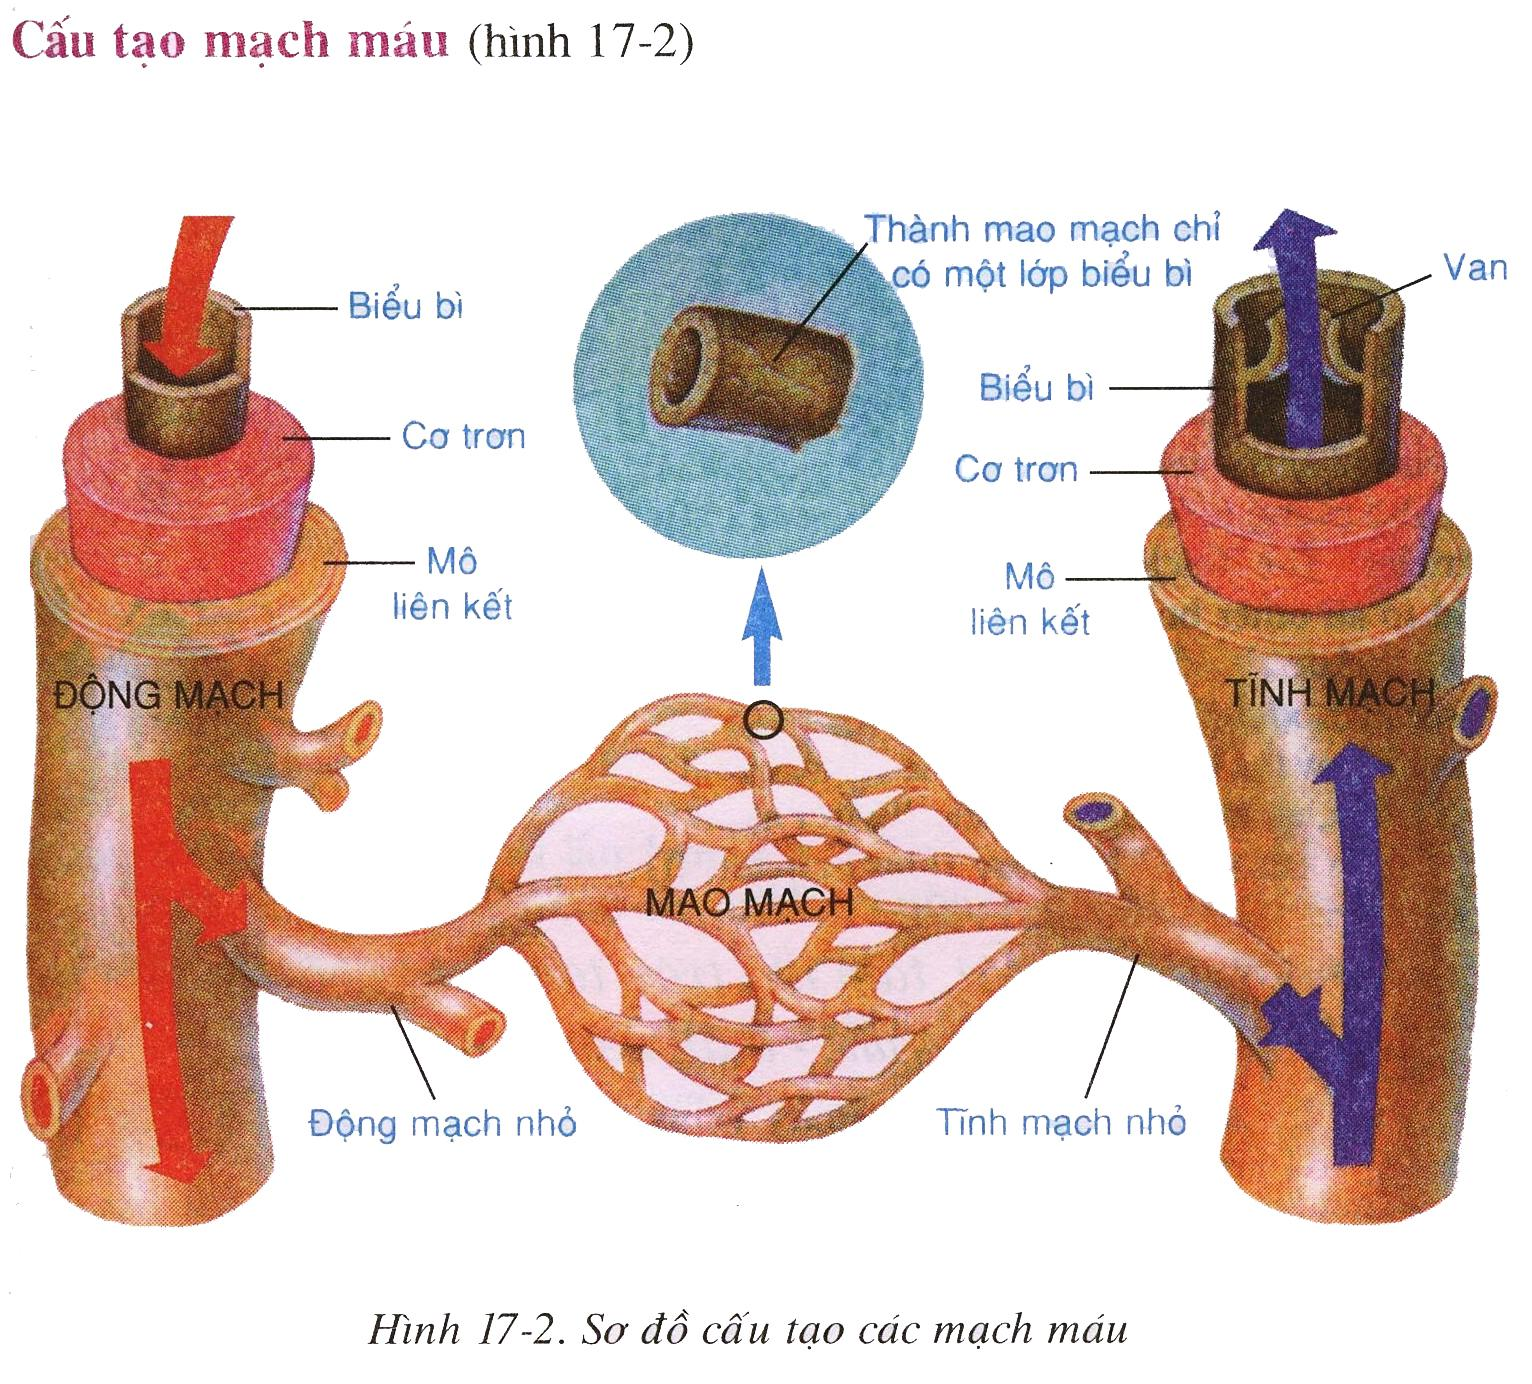 Cấu tạo mạch máu (hình 17-2)
Thành mao mạch chỉ
có một lớp biểu bì
Van
Biểu bì
Biểu bì
Cơ trơn
Cơ trơn
Mô
liên kết
Mô
liên kết
ĐỘNG MẠCH
TĨNH MẠCH
MAO MẠCH
Động mạch nhỏ
Tĩnh mạch nhỏ
Hình 17-2. Sơ đồ cấu tạo các mạch máu